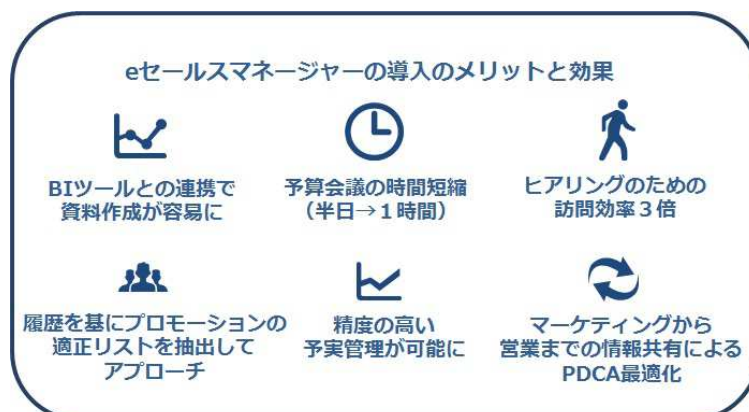 eセールスマネージャーの導入のメリットと効果
BIツールとの連携で
資料作成が容易に
予算会議の時間短縮
（半日→１時間）
ヒアリングのための
訪問効率３倍
履歴を基にプロモーションの
適正リストを抽出して
アプローチ
精度の高い
予実管理が可能に
マーケティングから
営業までの情報共有による
PDCA最適化